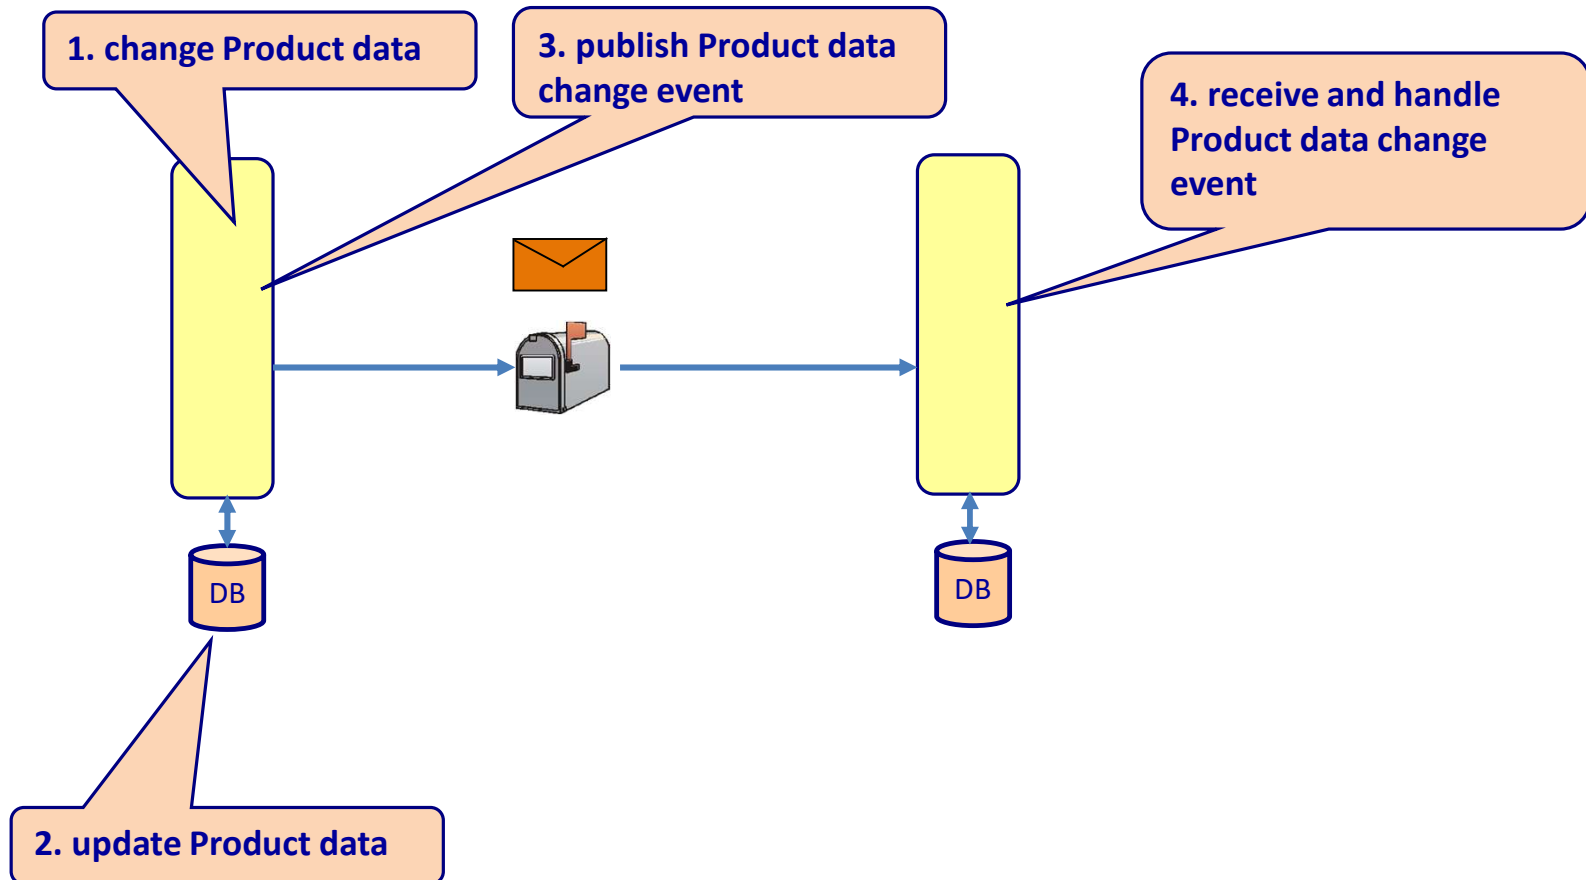 1. change Product data
3. publish Product data
change event
4. receive and handle
Product data change
event
DB
DB
2. update Product data